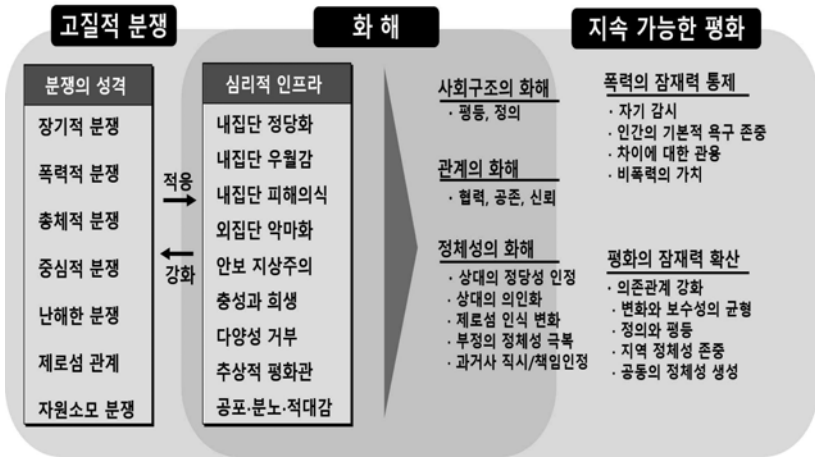 고질적 분쟁
화 해
지속 가능한 평화
분쟁의 성격
장기적 분쟁
폭력적 분쟁
총체적 분쟁
중심적 분쟁
난해한 분쟁
제로섬 관계
자원소모 분쟁
적응
강화
심리적 인프라
내집단 정당화
내집단 우월감
내집단 피해의식
외집단 악마화
안보 지상주의
충성과 희생
다양성 거부
추상적 평화관
공포·분노·적대감
사회구조의 화해
· 평등, 정의
관계의 화해
· 협력, 공존, 신뢰
정체성의 화해
· 상대의 정당성 인정
· 상대의 의인화
· 제로섬 인식 변화
· 부정의 정체성 극복
· 과거사 직시/책임인정
폭력의 잠재력 통제
· 자기 감시
· 인간의 기본적 욕구 존중
· 차이에 대한 관용
· 비폭력의 가치
평화의 잠재력 확산
· 의존관계 강화
· 변화와 보수성의 균형
· 정의와 평등
· 지역 정체성 존중
· 공동의 정체성 생성